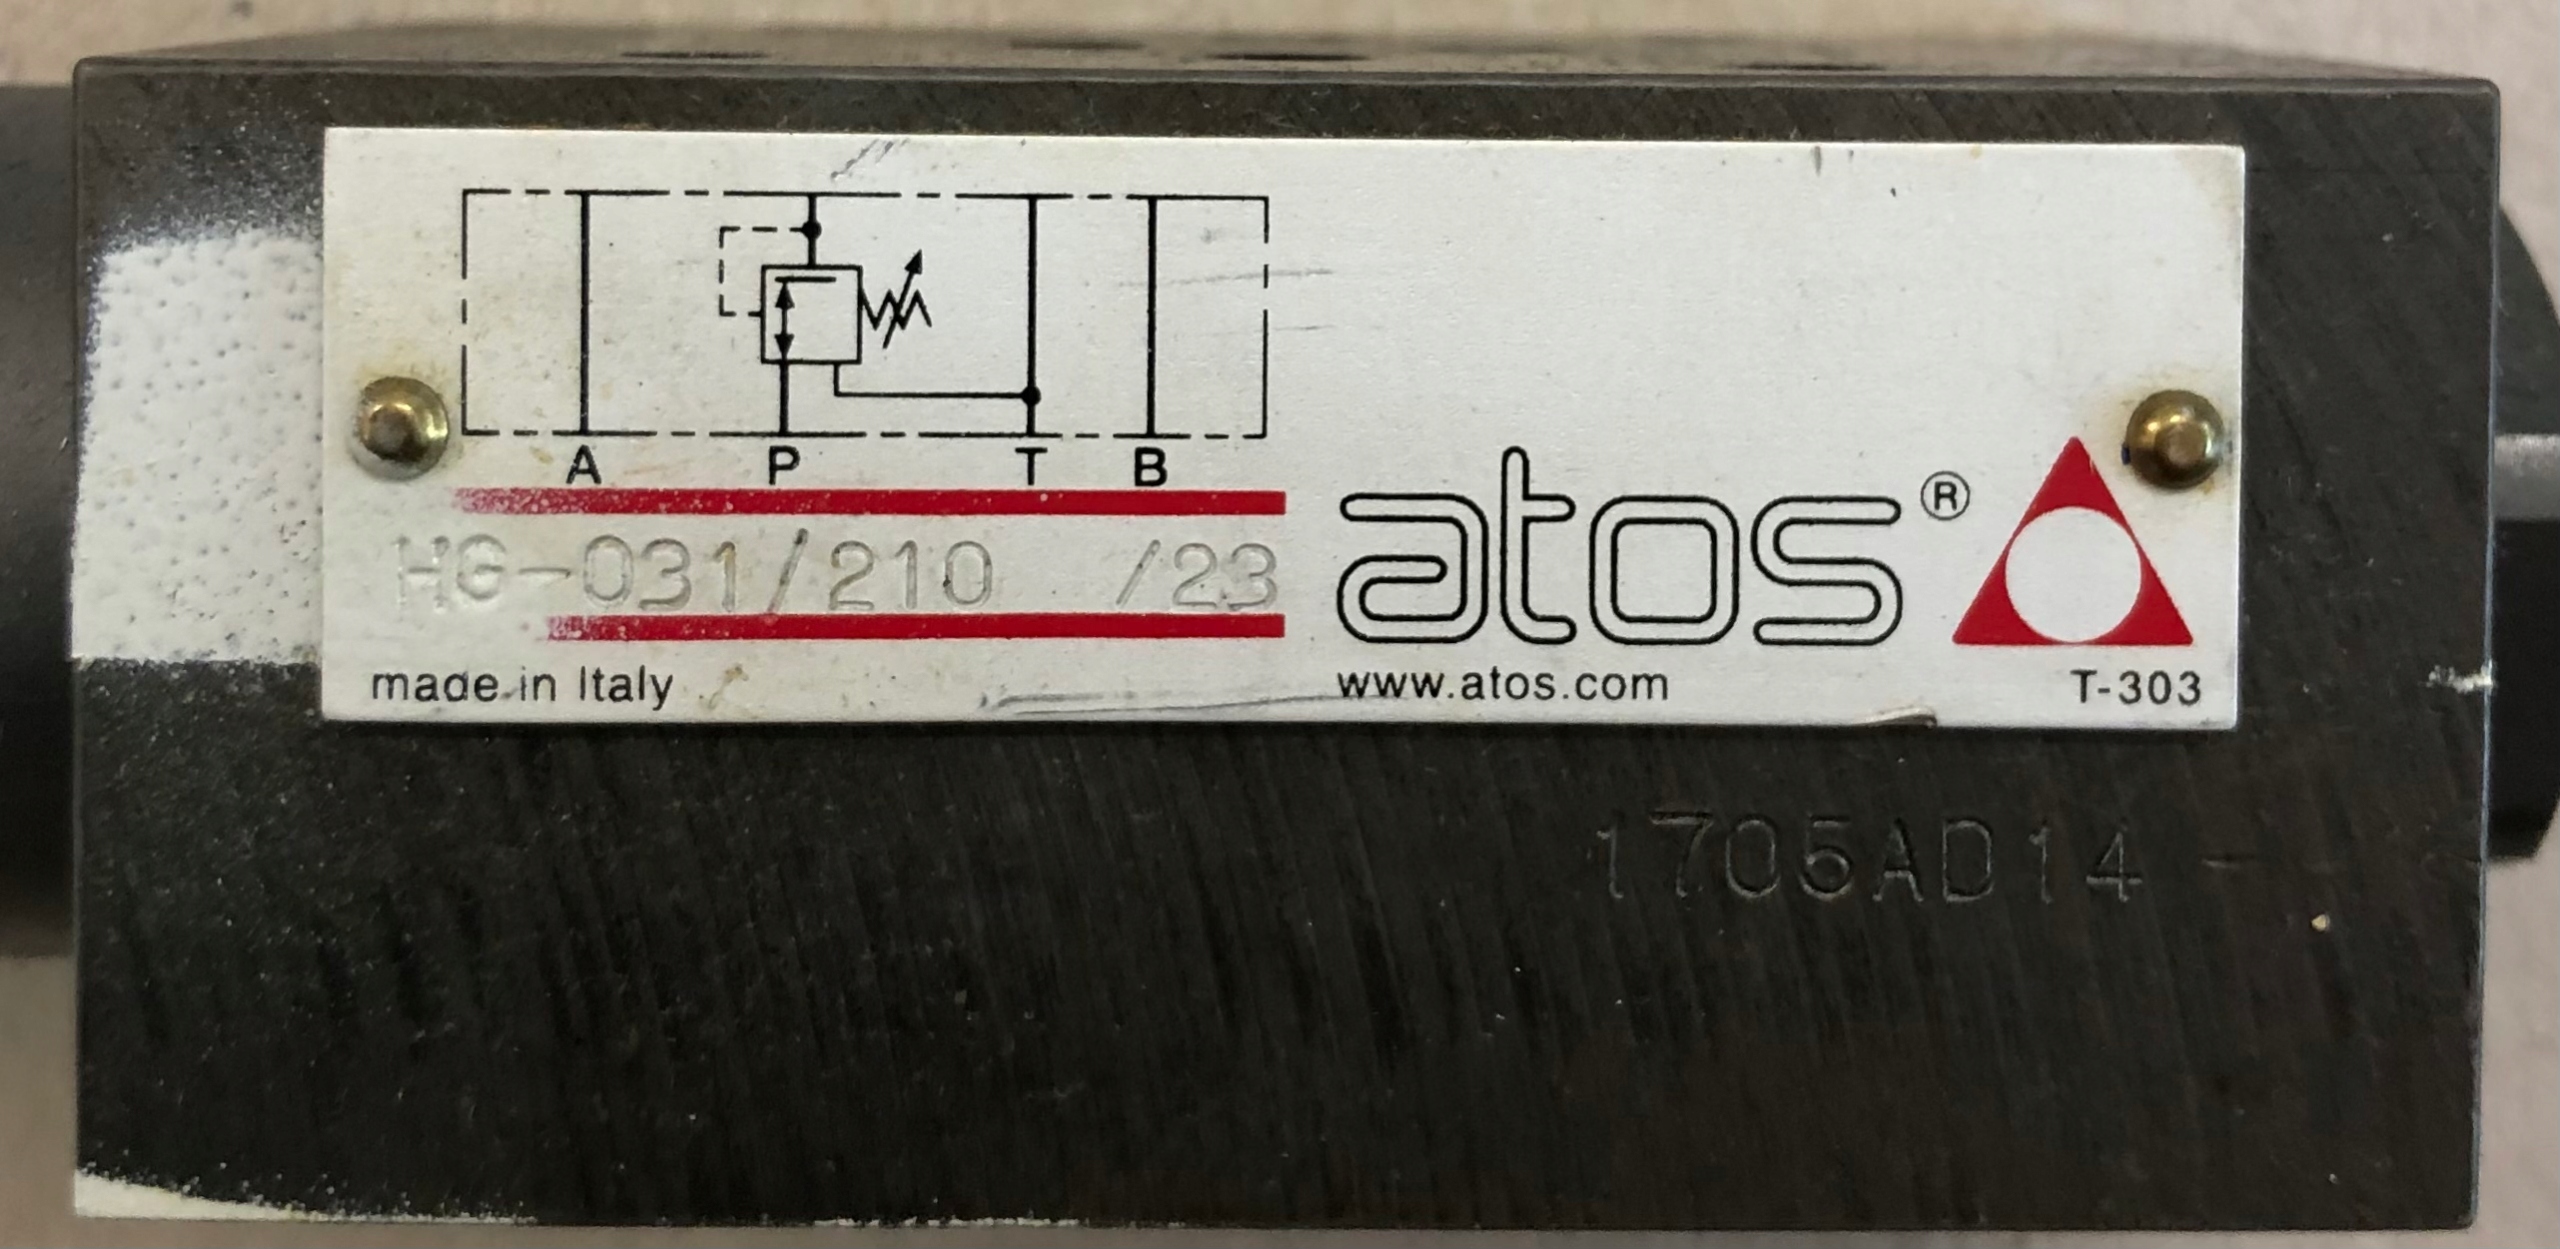 A P T B
HG-031/210 /23
atos®
made in Italy
www.atos.com
T-303
1705AD14